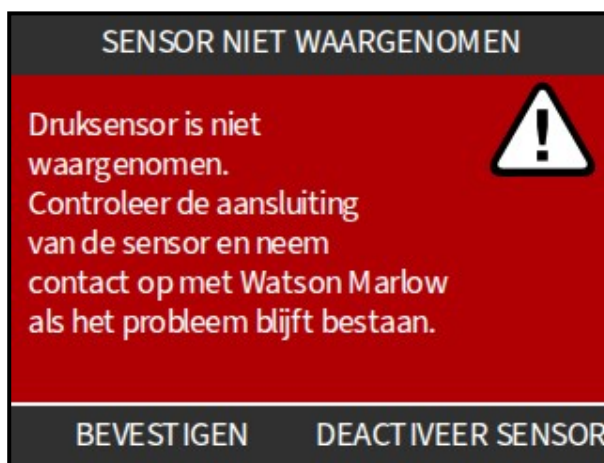 SENSOR NIET WAARGENOMEN
Druksensor is niet
waargenomen.
Controleer de aansluiting
van de sensor en neem
contact op met Watson Marlow
als het probleem blijft bestaan.
BEVESTIGEN DEACTIVEER SENSOR